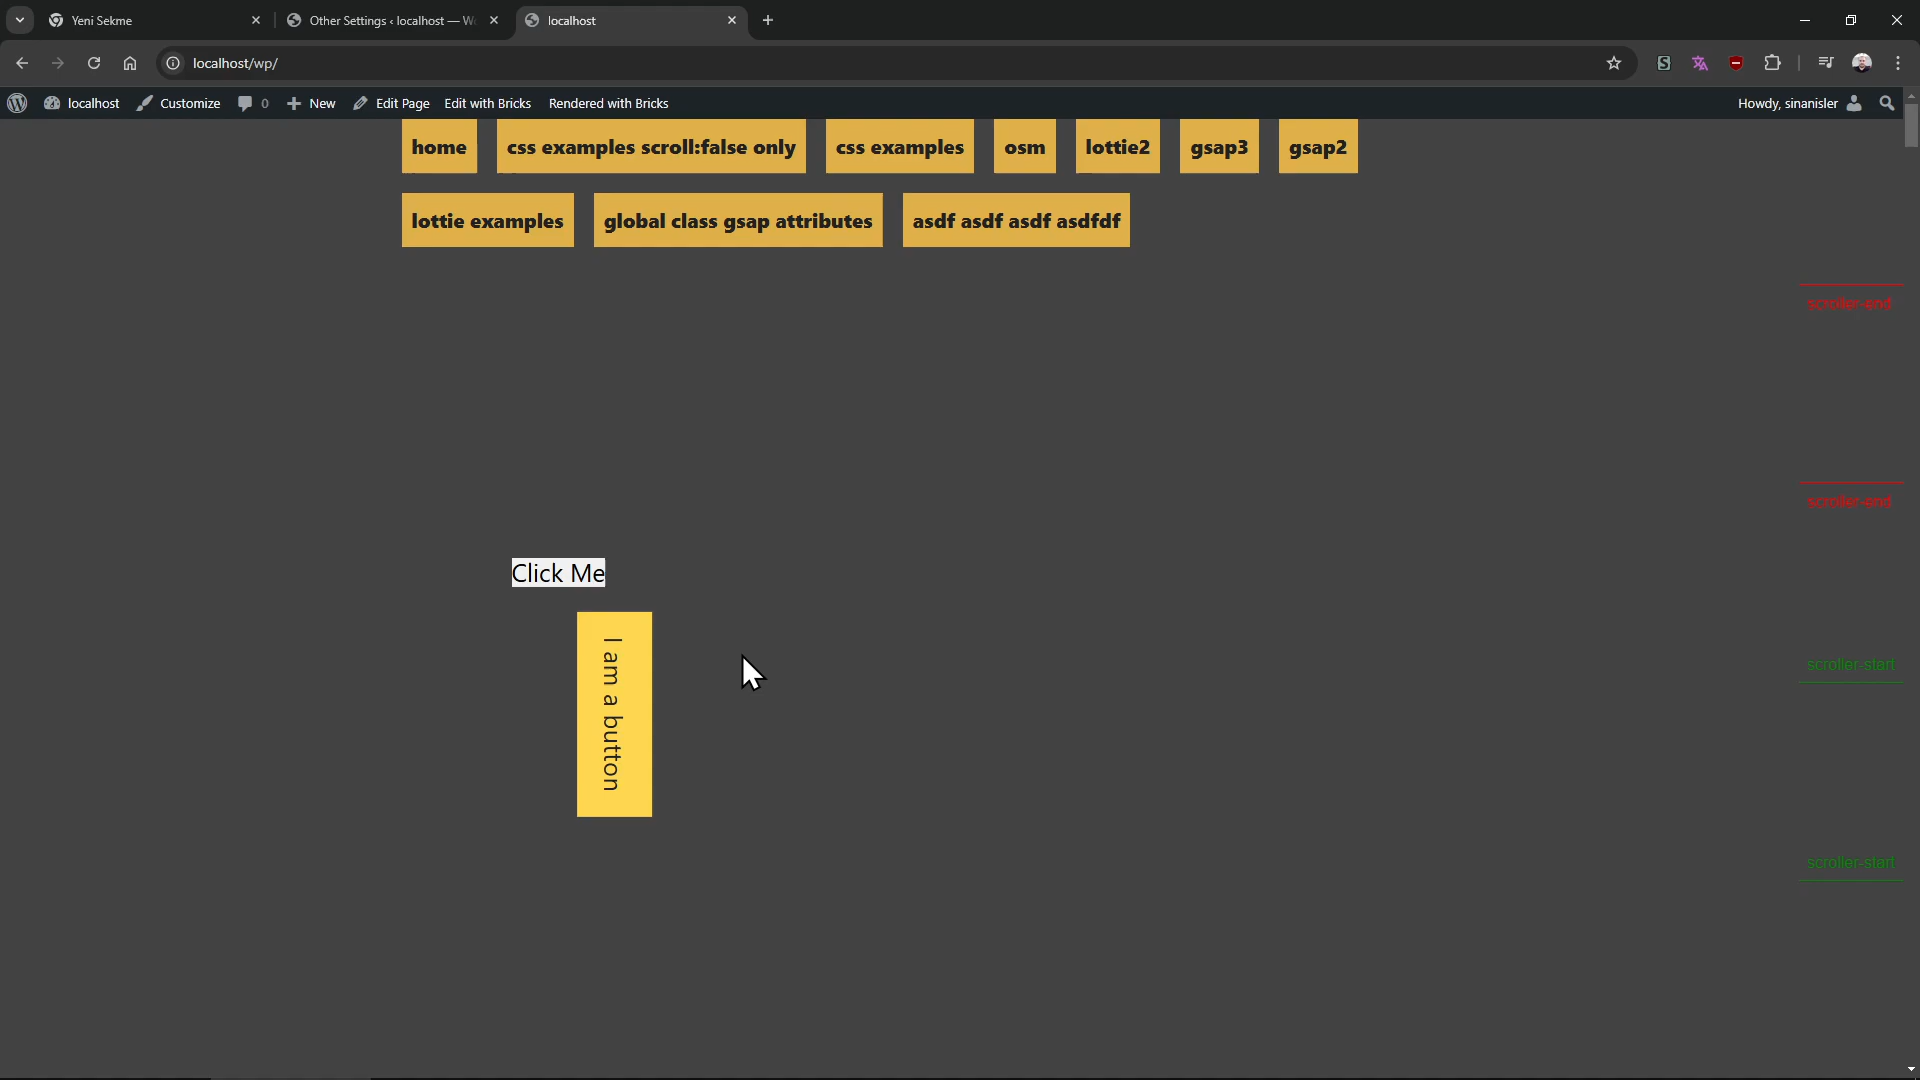 Yeni Sekme
Other Settings ‹ localhost — W
localhost
localhost/wp/
localhost
Customize
0
New
Edit Page
Edit with Bricks
Rendered with Bricks
Howdy, sinanisler
home
css examples scroll:false only
css examples
osm
lottie2
gsap3
gsap2
lottie examples
global class gsap attributes
asdf asdf asdf asdfdf
scroller-end
scroller-end
Click Me
I am a button
scroller-start
scroller-start